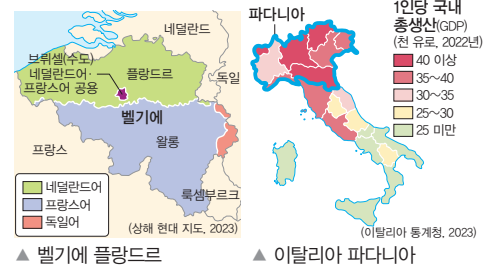 네덜란드
브뤼셀(수도)
네덜란드어·
프랑스어 공용
플랑드르
독일
벨기에
왈롱
프랑스
룩셈부르크
네덜란드어
프랑스어
독일어
(상해 현대 지도, 2023)
▲ 벨기에 플랑드르
파다니아
1인당 국내
총생산(GDP)
(천 유로, 2022년)
40 이상
35~40
30~35
25~30
25 미만
(이탈리아 통계청, 2023)
▲ 이탈리아 파다니아